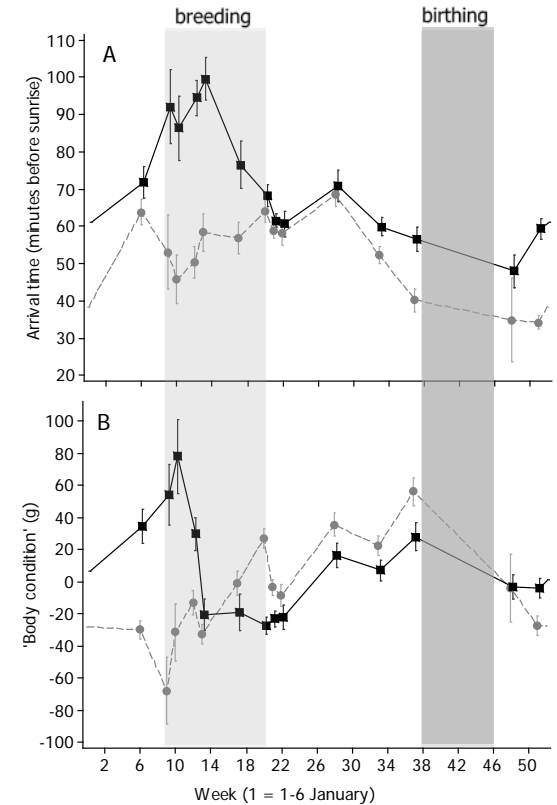 breeding
birthing
A
110
100
90
80
70
60
50
40
30
20
Arrival time (minutes before sunrise)
B
100
80
60
40
20
0
-20
-40
-60
-80
-100
'Body condition' (g)
2 6 10 14 18 22 26 30 34 38 42 46 50
Week (1 = 1-6 January)